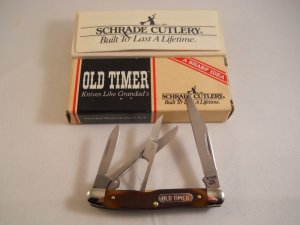 SCHRADE CUTLERY.
Built To Last A Lifetime.
OLD TIMER
Knives Like Grandad's
A SHARP IDEA
SCHRADE CUTLERY.
Built To Last A Lifetime.
OLD TIMER